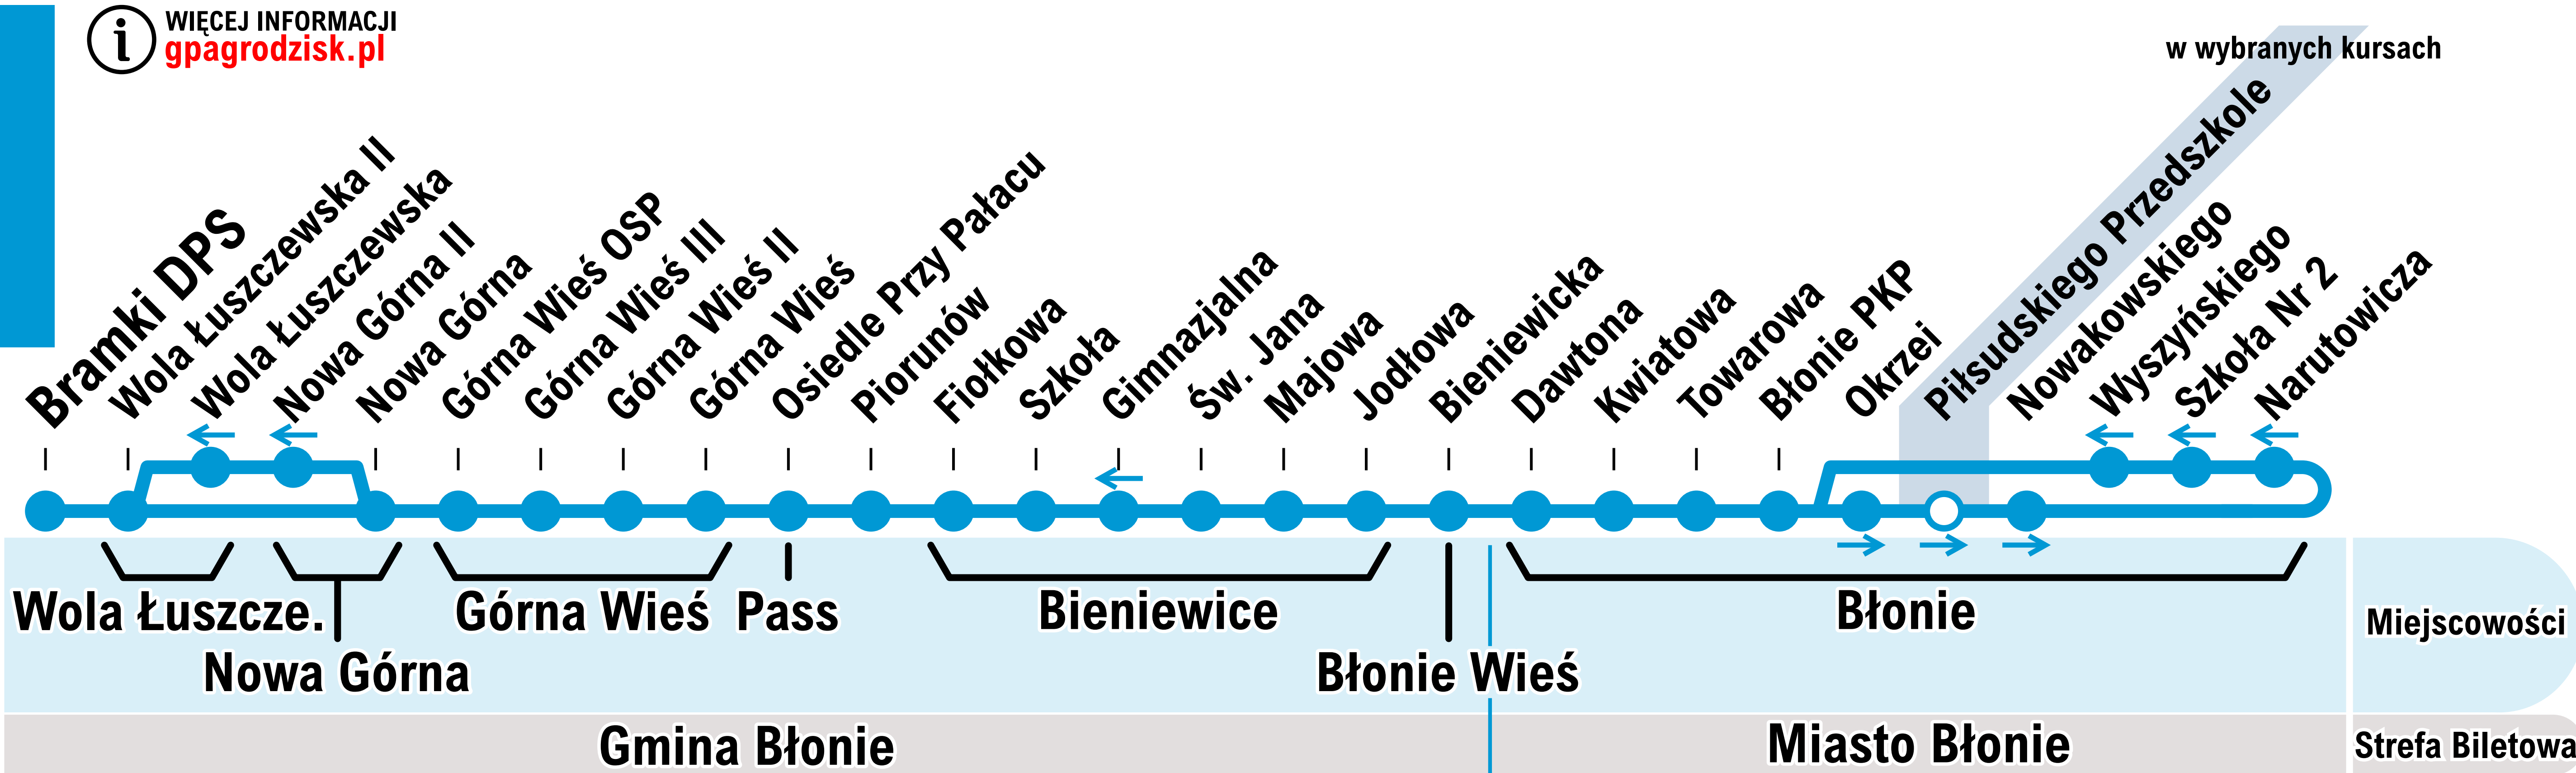 i
WIĘCEJ INFORMACJI
gpagrodzisk.pl
w wybranych kursach
Bramki DPS
Wola Łuszczewska II
Wola Łuszczewska
Nowa Górna II
Nowa Górna
Górna Wieś OSP
Górna Wieś III
Górna Wieś II
Górna Wieś
Osiedle Przy Pałacu
Piorunów
Fiołkowa
Szkoła
Gimnazjalna
Św. Jana
Majowa
Jodłowa
Bieniewicka
Dawtona
Kwiatowa
Towarowa
Błonie PKP
Okrzei
Piłsudskiego Przedszkole
Nowakowskiego
Wyszyńskiego
Szkoła Nr 2
Narutowicza
Wola Łuszcze.
Nowa Górna
Górna Wieś
Pass
Bieniewice
Błonie Wieś
Błonie
Miejscowości
Gmina Błonie
Miasto Błonie
Strefa Biletowa